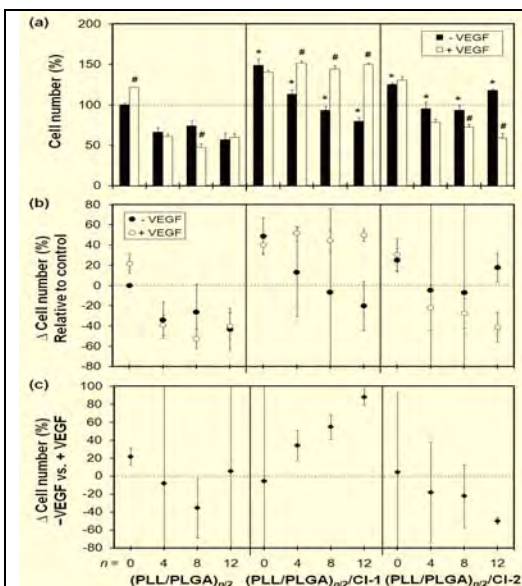 (a)
- VEGF
+ VEGF
Cell number (%)
200
150
100
50
0
# # * * * * # # # * * * * # #
(b)
- VEGF
+ VEGF
Δ Cell number (%)
Relative to control
80
60
40
20
0
-20
-40
-60
-80
(c)
Δ Cell number (%)
−VEGF vs. + VEGF
100
80
60
40
20
0
-20
-40
-60
-80
n = 0 4 8 12 0 4 8 12 0 4 8 12
(PLL/PLGA)n/2 (PLL/PLGA)n/2/CI-1 (PLL/PLGA)n/2/CI-2